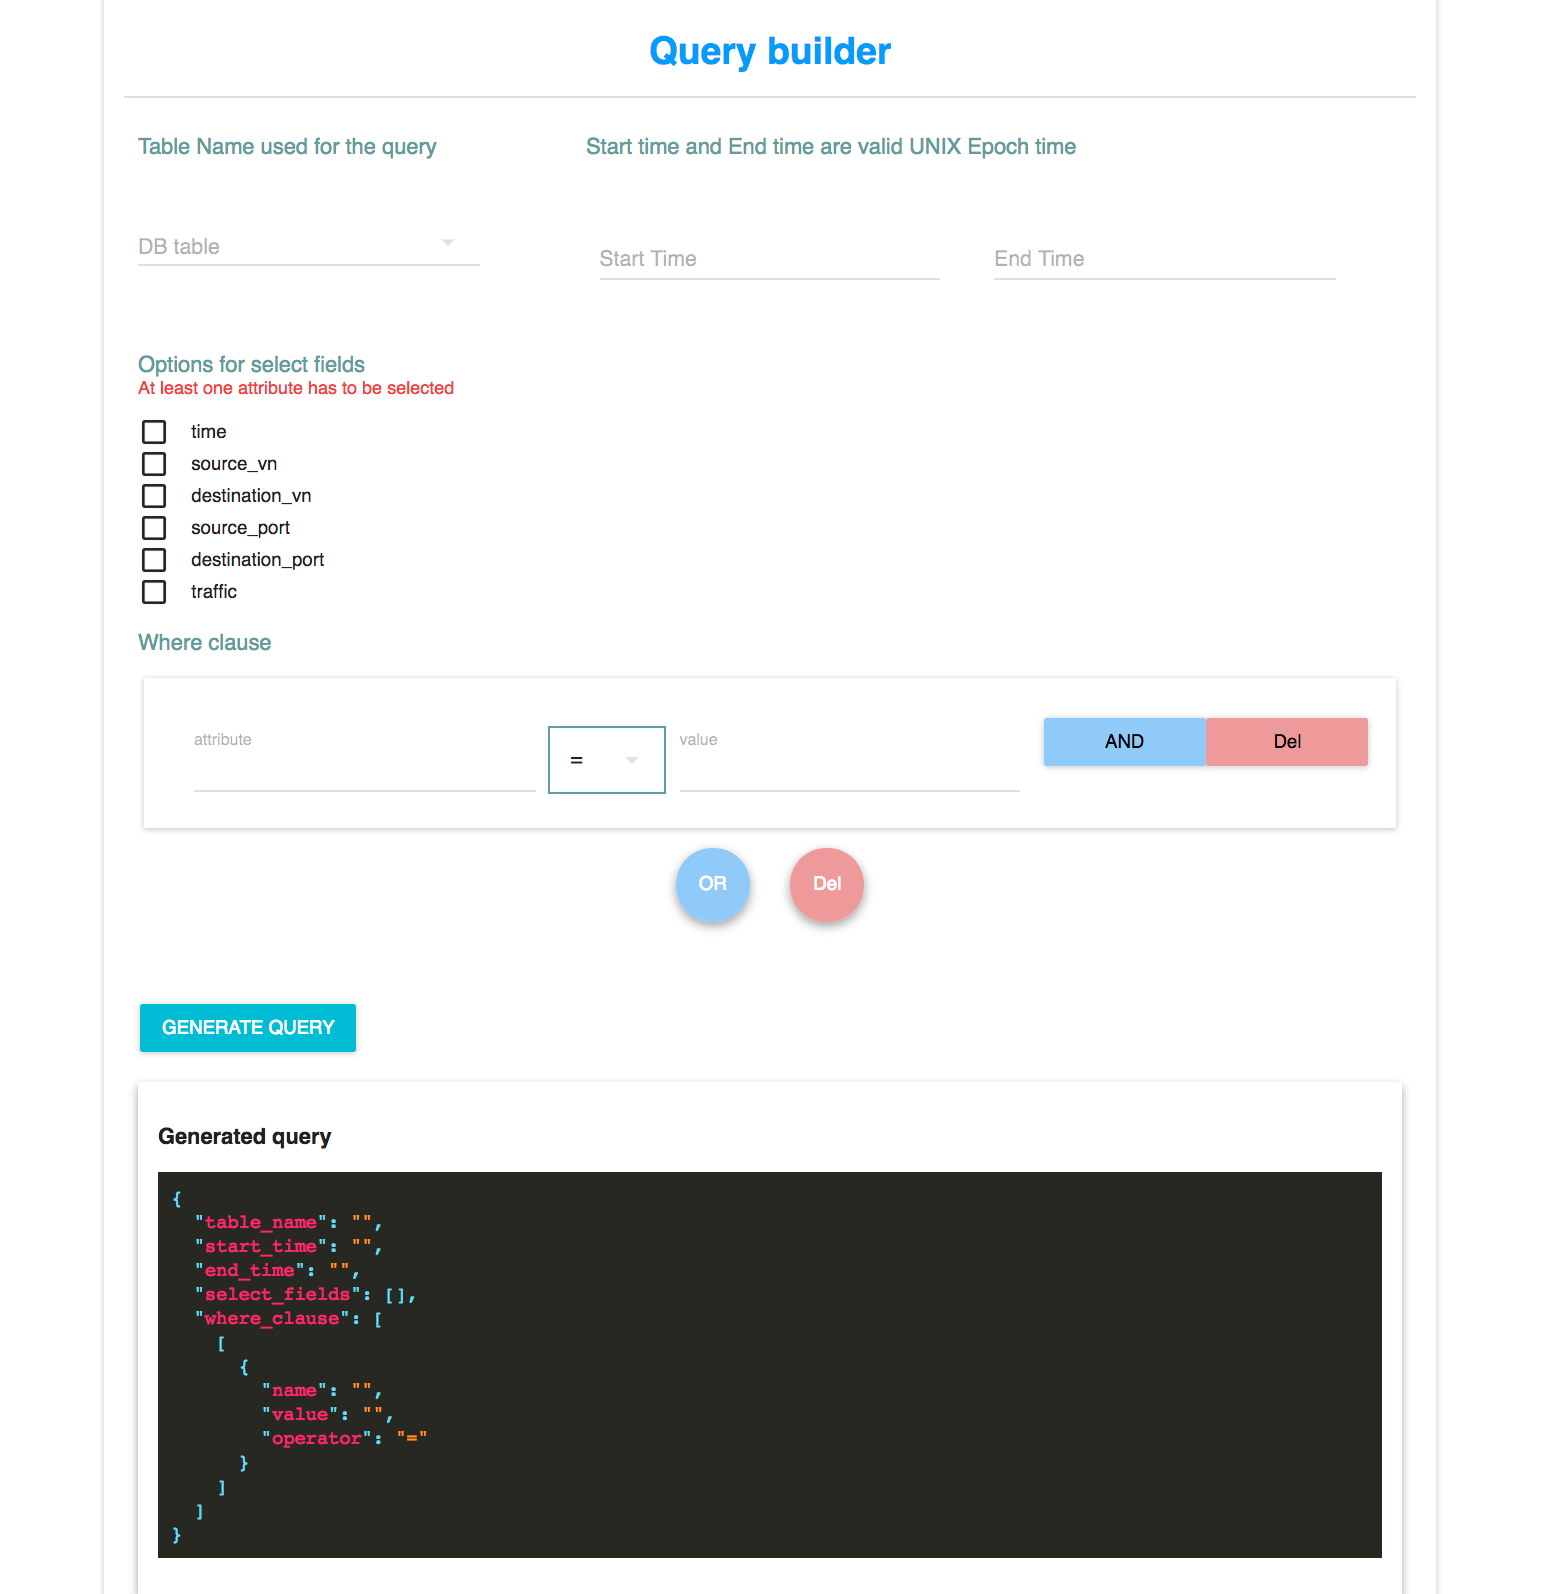 Query builder
Table Name used for the query
Start time and End time are valid UNIX Epoch time
DB table
Start Time
End Time
Options for select fields
At least one attribute has to be selected
time
source_vn
destination_vn
source_port
destination_port
traffic
Where clause
attribute
=
value
AND
Del
OR
Del
GENERATE QUERY
Generated query
{
  "table_name": "",
  "start_time": "",
  "end_time": "",
  "select_fields": [],
  "where_clause": [
    [
      {
        "name": "",
        "value": "",
        "operator": "="
      }
    ]
  ]
}